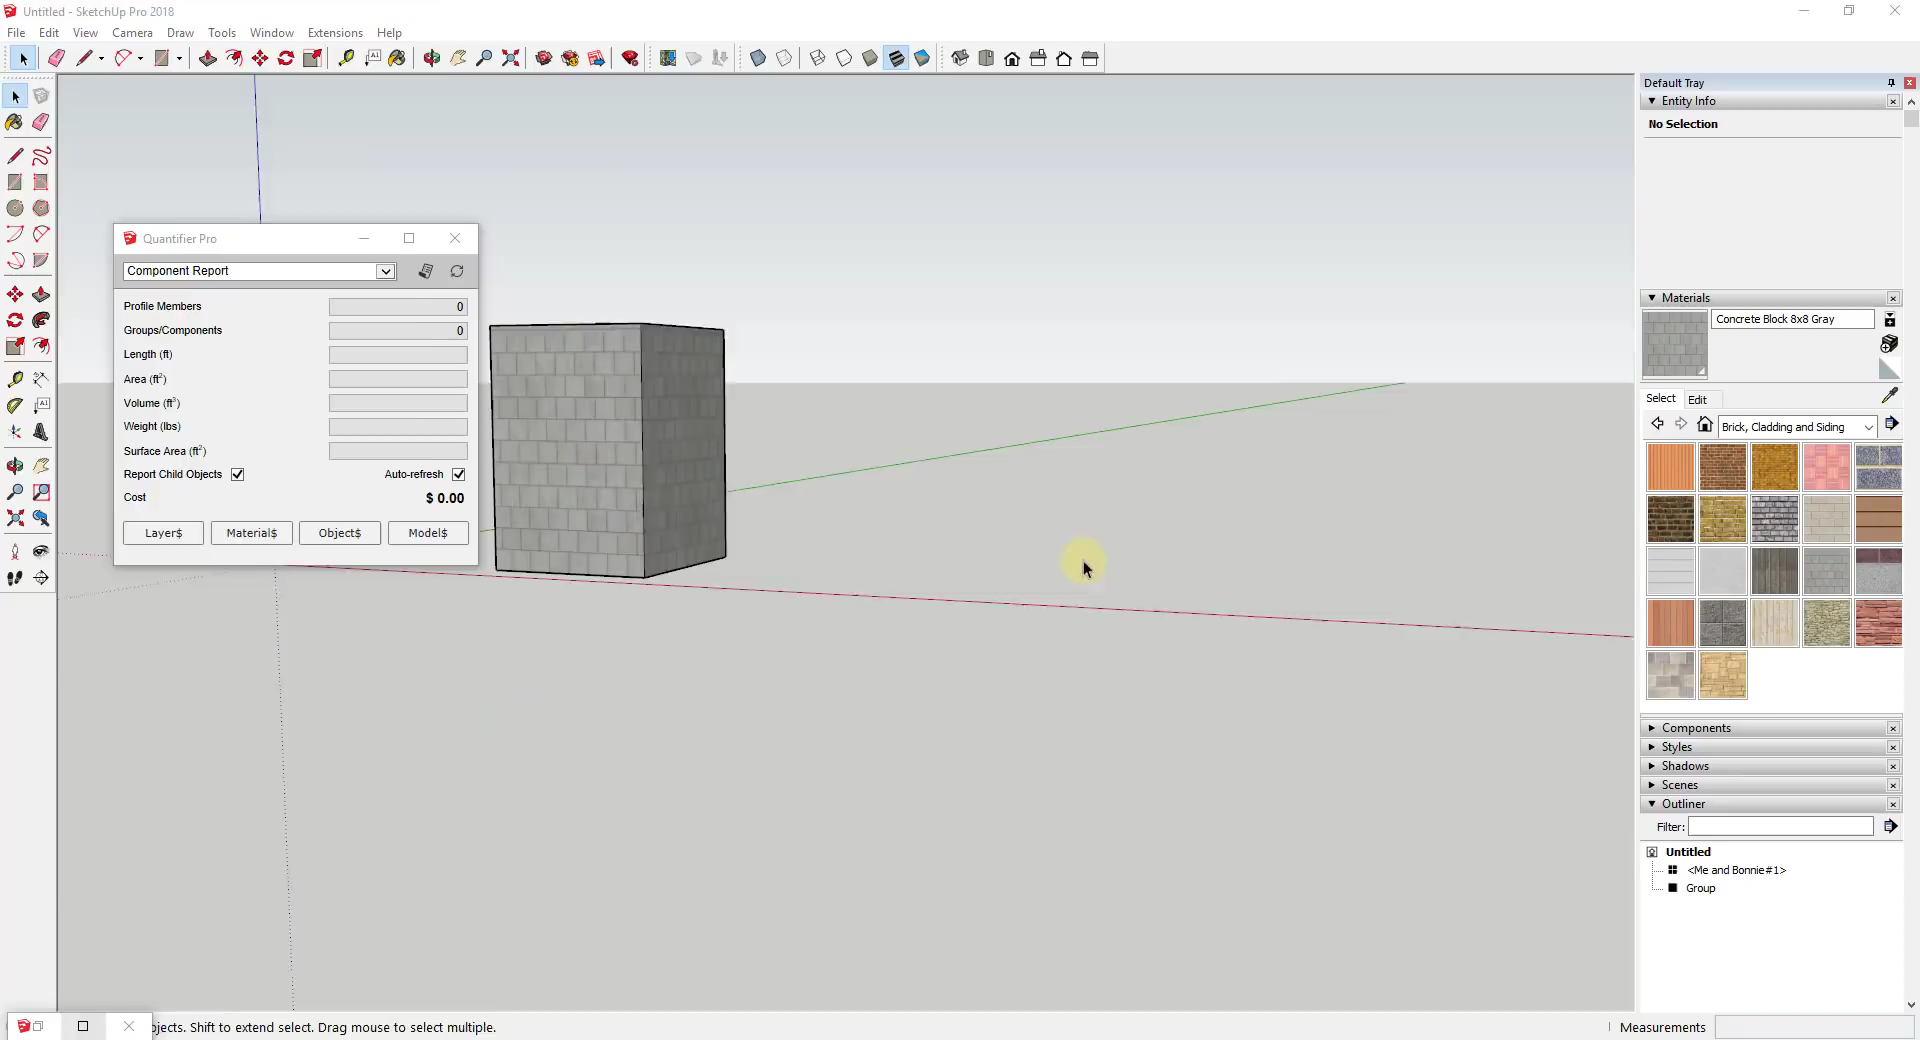 Untitled - SketchUp Pro 2018
File Edit View Camera Draw Tools Window Extensions Help
Quantifier Pro
Component Report
Profile Members 0
Groups/Components 0
Length (ft)
Area (ft²)
Volume (ft³)
Weight (lbs)
Surface Area (ft²)
Report Child Objects Auto-refresh
Cost $ 0.00
Layer$ Material$ Object$ Model$
Default Tray
Entity Info
No Selection
Materials
Concrete Block 8x8 Gray
Select Edit
Brick, Cladding and Siding
Components
Styles
Shadows
Scenes
Outliner
Filter:
Untitled
<Me and Bonnie#1>
Group
bjects. Shift to extend select. Drag mouse to select multiple.
Measurements